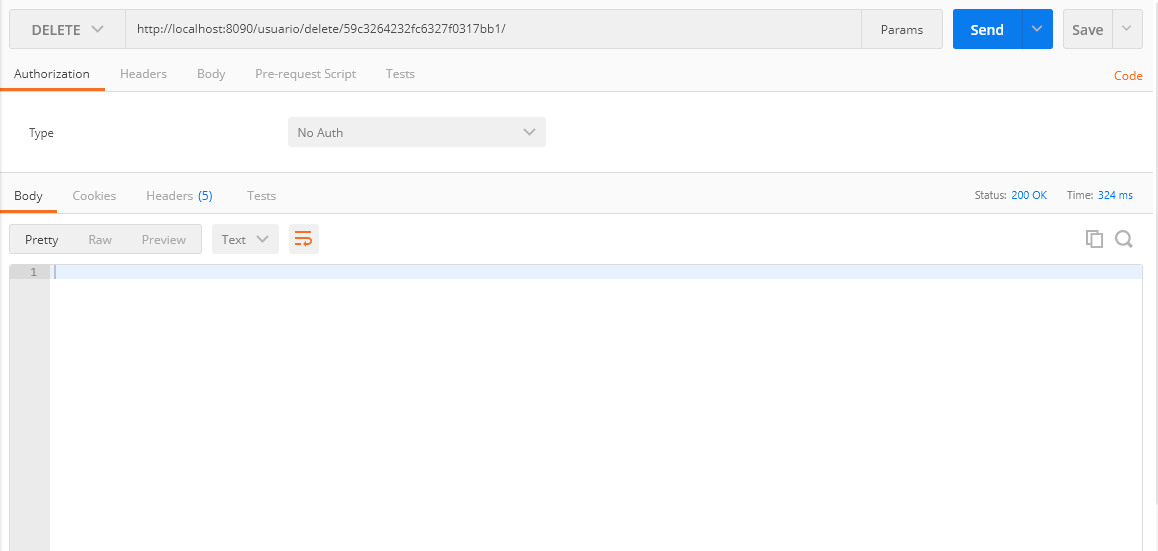 DELETE http://localhost:8090/usuario/delete/59c3264232fc6327f0317bb1/ Params Send Save
Authorization Headers Body Pre-request Script Tests Code
Type No Auth
Body Cookies Headers (5) Tests Status: 200 OK Time: 324 ms
Pretty Raw Preview Text
1